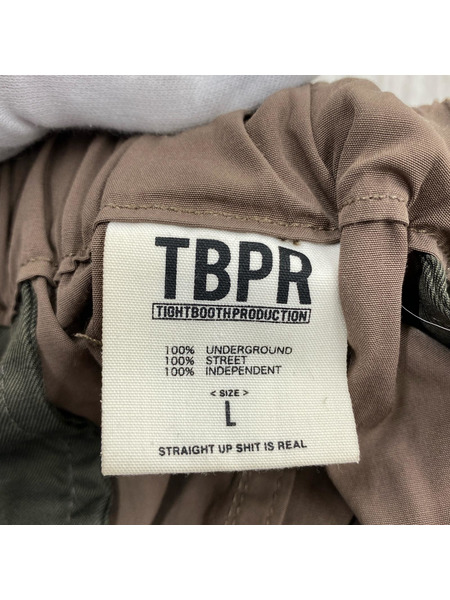 TBPR
TIGHTBOOTHPRODUCTION
100% UNDERGROUND
100% STREET
100% INDEPENDENT
< SIZE >
L
STRAIGHT UP SHIT IS REAL